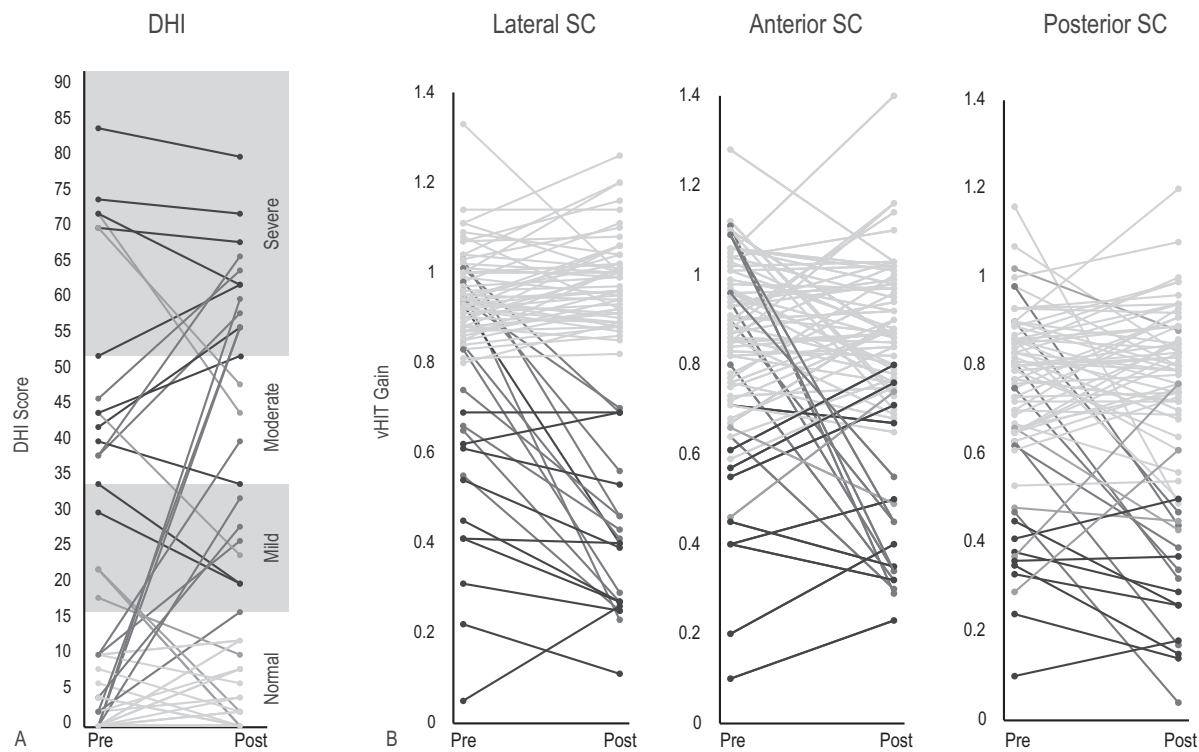 DHI
Lateral SC
Anterior SC
Posterior SC
90
85
80
75
70
65
60
55
50
45
40
35
30
25
20
15
10
5
0
DHI Score
Severe
Moderate
Mild
Normal
Pre
Post
A
1.4
1.2
1
0.8
0.6
0.4
0.2
0
vHIT Gain
Pre
Post
B
1.4
1.2
1
0.8
0.6
0.4
0.2
0
Pre
Post
1.4
1.2
1
0.8
0.6
0.4
0.2
0
Pre
Post